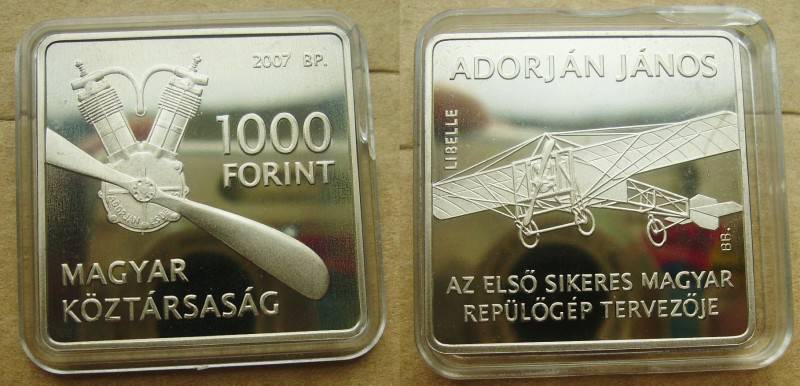 2007 BP.
1000
FORINT
MAGYAR
KÖZTÁRSASÁG
ADORJÁN JÁNOS
LIBELLE
BB.
AZ ELSŐ SIKERES MAGYAR
REPÜLŐGÉP TERVEZŐJE